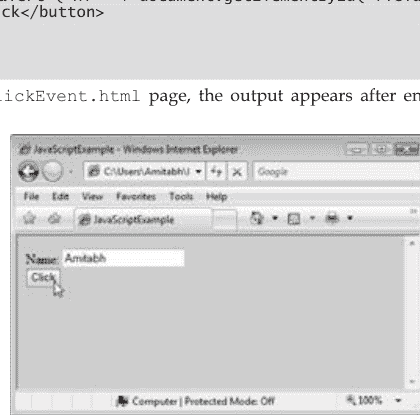 ck</button>
ickEvent.html page, the output appears after en
JavaScriptExample - Windows Internet Explorer
C:\Users\Amitabh\J
Google
File Edit View Favorites Tools Help
JavaScriptExample
Name: Amitabh
Click
Computer | Protected Mode: Off
100%